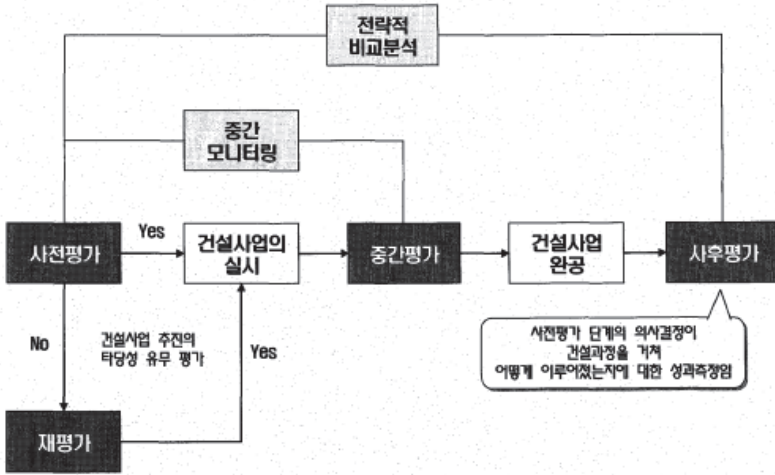 전략적
비교분석
중간
모니터링
사전평가
Yes
건설사업의
실시
중간평가
건설사업
완공
사후평가
No
건설사업 추진의
타당성 유무 평가
Yes
사전평가 단계의 의사결정이
건설과정을 거쳐
어떻게 이루어졌는지에 대한 성과측정임
재평가